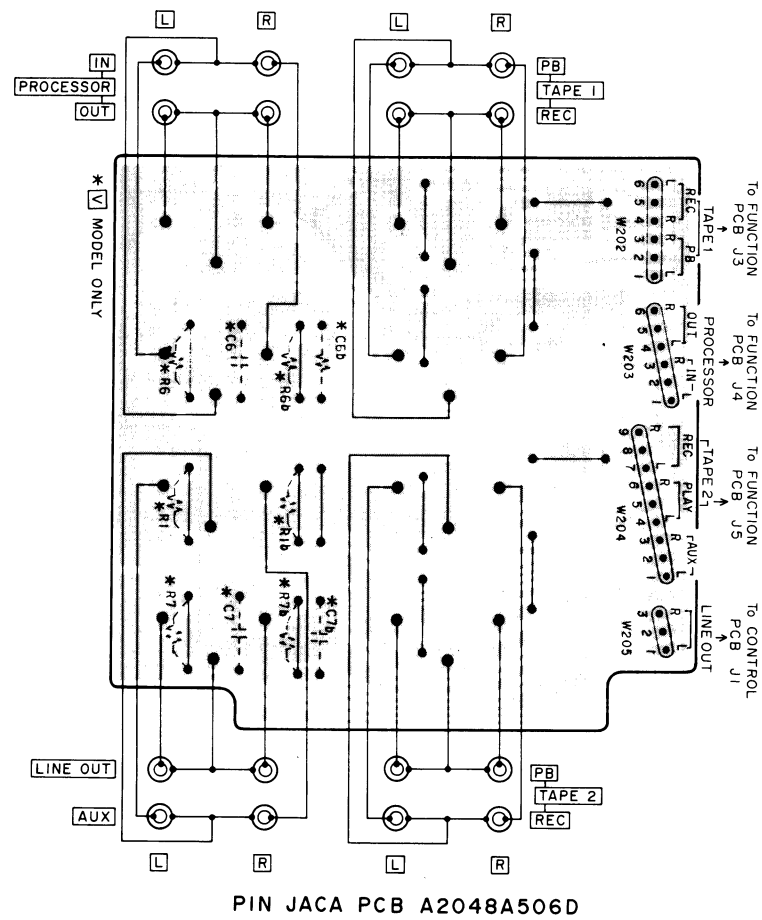 L R L R
IN
PROCESSOR
OUT
PB
TAPE 1
REC
* V MODEL ONLY
To FUNCTION
PCB J3
TAPE1
REC
PB
L R R L
6 5 4 3 2 1
W202
To FUNCTION
PCB J4
PROCESSOR
OUT
IN
R L R L
6 5 4 3 2 1
W203
To FUNCTION
PCB J5
TAPE2
REC
PLAY
AUX
R L R L R L
9 8 7 6 5 4 3 2 1
W204
To CONTROL
PCB J1
LINE OUT
R L
3 2 1
W205
*R6
*C6
*R6b
*C6b
*R1
*R1b
*R7
*C7
*R7b
*C7b
LINE OUT
AUX
PB
TAPE 2
REC
L R L R
PIN JACA PCB A2048A506D